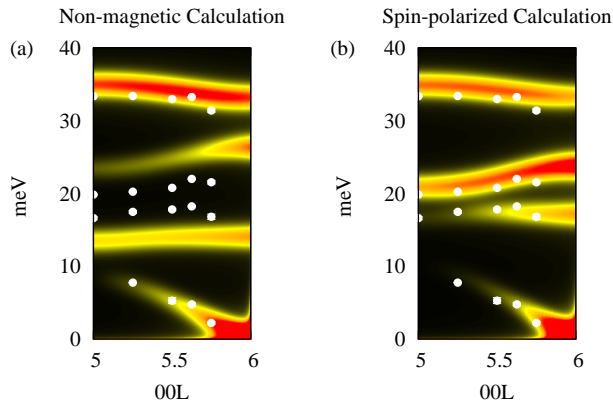 Non-magnetic Calculation
Spin-polarized Calculation
(a)
(b)
40
30
20
10
0
meV
5
5.5
6
00L
40
30
20
10
0
meV
5
5.5
6
00L